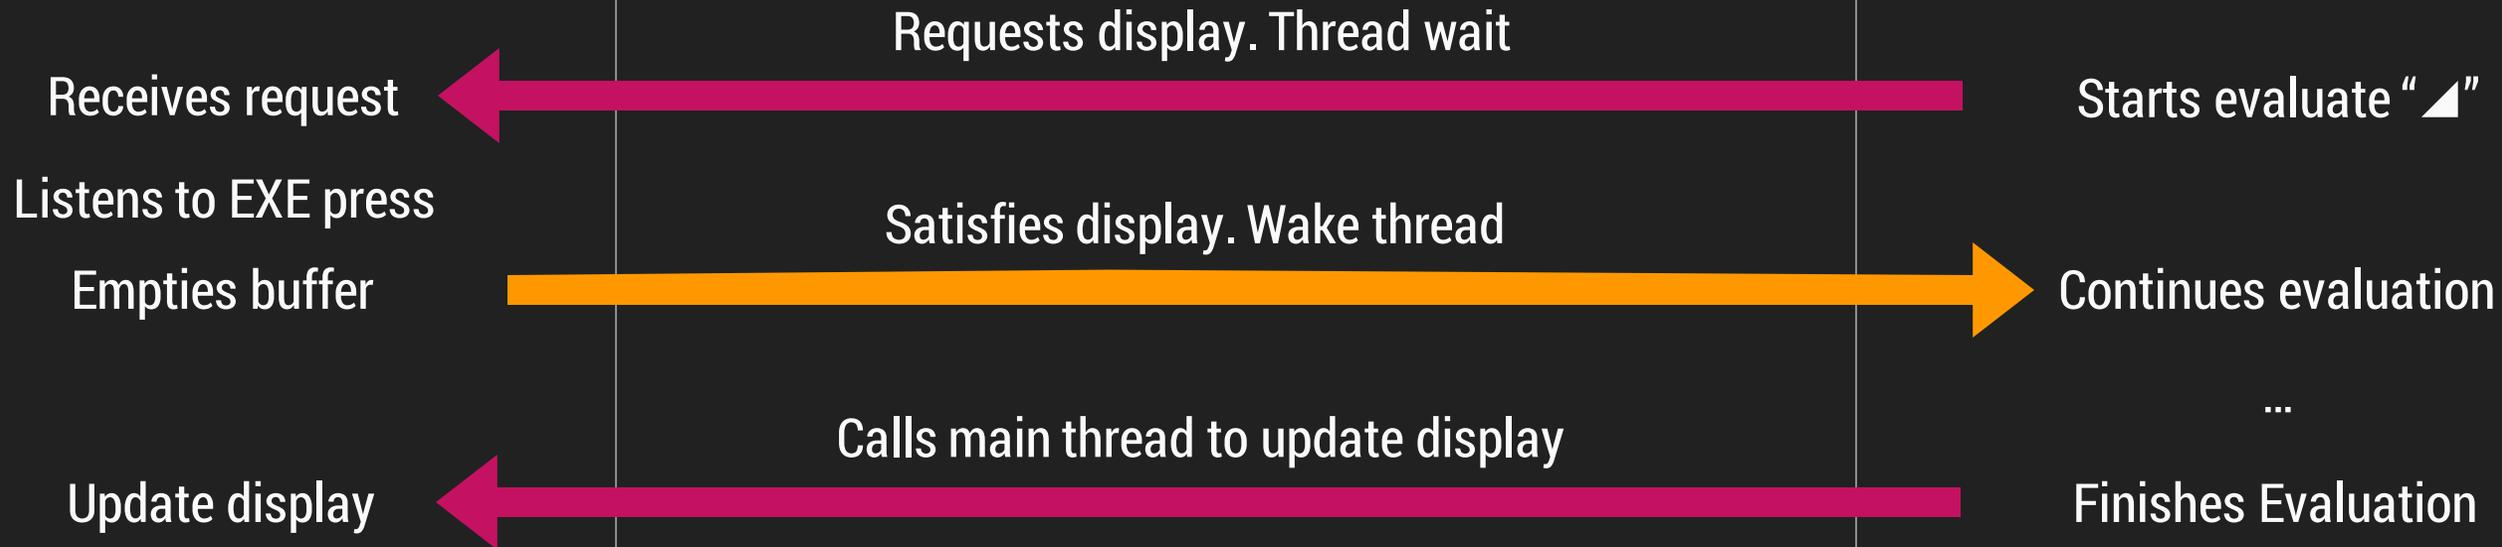 Requests display. Thread wait
Receives request
Starts evaluate “◢”
Listens to EXE press
Satisfies display. Wake thread
Empties buffer
Continues evaluation
...
Calls main thread to update display
Update display
Finishes Evaluation